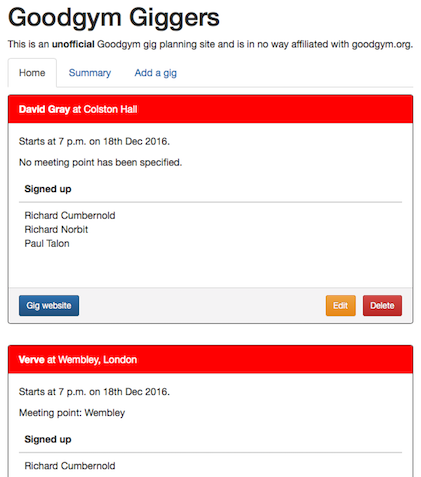 Goodgym Giggers
This is an unofficial Goodgym gig planning site and is in no way affiliated with goodgym.org.
Home Summary Add a gig
David Gray at Colston Hall
Starts at 7 p.m. on 18th Dec 2016.
No meeting point has been specified.
Signed up
Richard Cumbernold
Richard Norbit
Paul Talon
Gig website Edit Delete
Verve at Wembley, London
Starts at 7 p.m. on 18th Dec 2016.
Meeting point: Wembley
Signed up
Richard Cumbernold